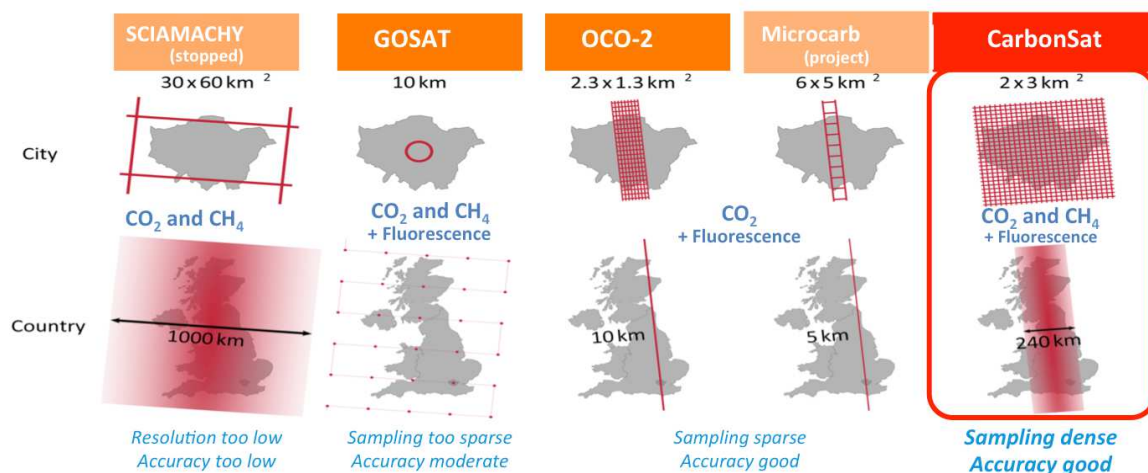 SCIAMACHY
(stopped)
GOSAT
OCO-2
Microcarb
(project)
CarbonSat
30 x 60 km ²
10 km
2.3 x 1.3 km ²
6 x 5 km ²
2 x 3 km ²
City
CO₂ and CH₄
CO₂ and CH₄
+ Fluorescence
CO₂
+ Fluorescence
CO₂ and CH₄
+ Fluorescence
Country
1000 km
10 km
5 km
240 km
Resolution too low
Accuracy too low
Sampling too sparse
Accuracy moderate
Sampling sparse
Accuracy good
Sampling dense
Accuracy good